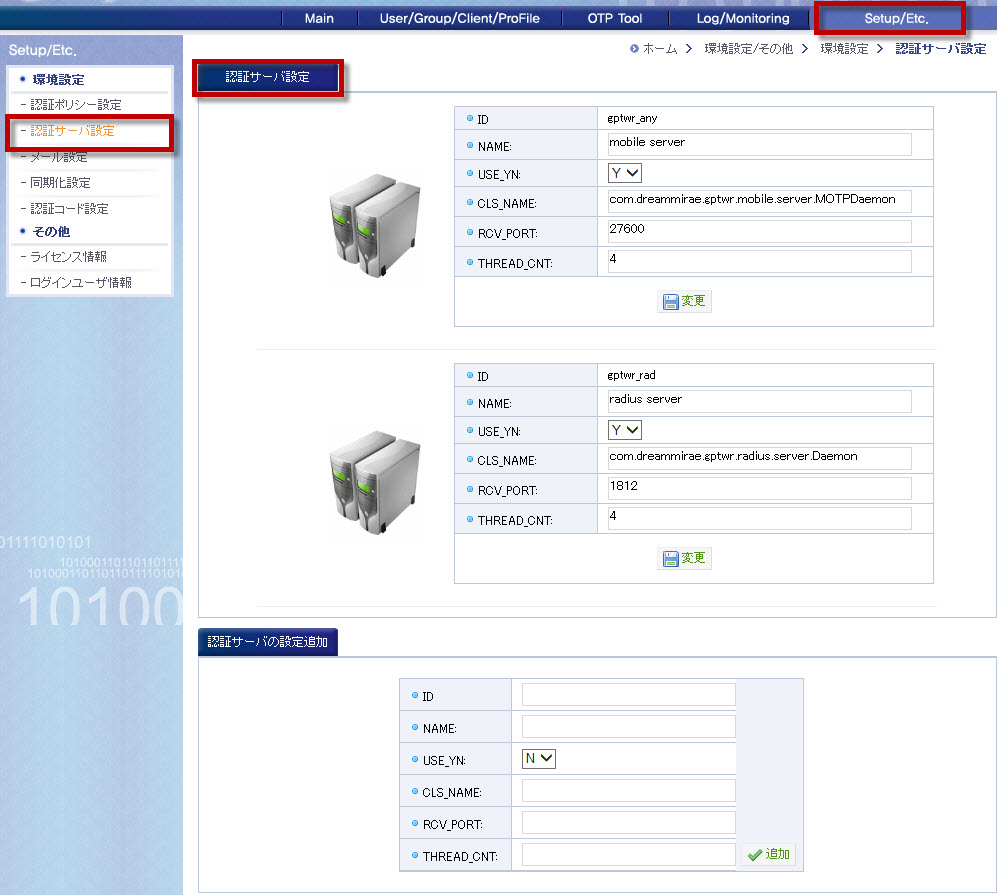 Main User/Group/Client/ProFile OTP Tool Log/Monitoring Setup/Etc.
Setup/Etc.
ホーム > 環境設定/その他 > 環境設定 > 認証サーバ設定
環境設定
- 認証ポリシー設定
- 認証サーバ設定
- メール設定
- 同期化設定
- 認証コード設定
その他
- ライセンス情報
- ログインユーザ情報
01111010101
101000110110110111
1010001101101101110101
10100
認証サーバ設定
ID gptwr_any
NAME: mobile server
USE_YN: Y
CLS_NAME: com.dreammirae.gptwr.mobile.server.MOTPDaemon
RCV_PORT: 27600
THREAD_CNT: 4
変更
ID gptwr_rad
NAME: radius server
USE_YN: Y
CLS_NAME: com.dreammirae.gptwr.radius.server.Daemon
RCV_PORT: 1812
THREAD_CNT: 4
変更
認証サーバの設定追加
ID
NAME:
USE_YN: N
CLS_NAME:
RCV_PORT:
THREAD_CNT:
追加